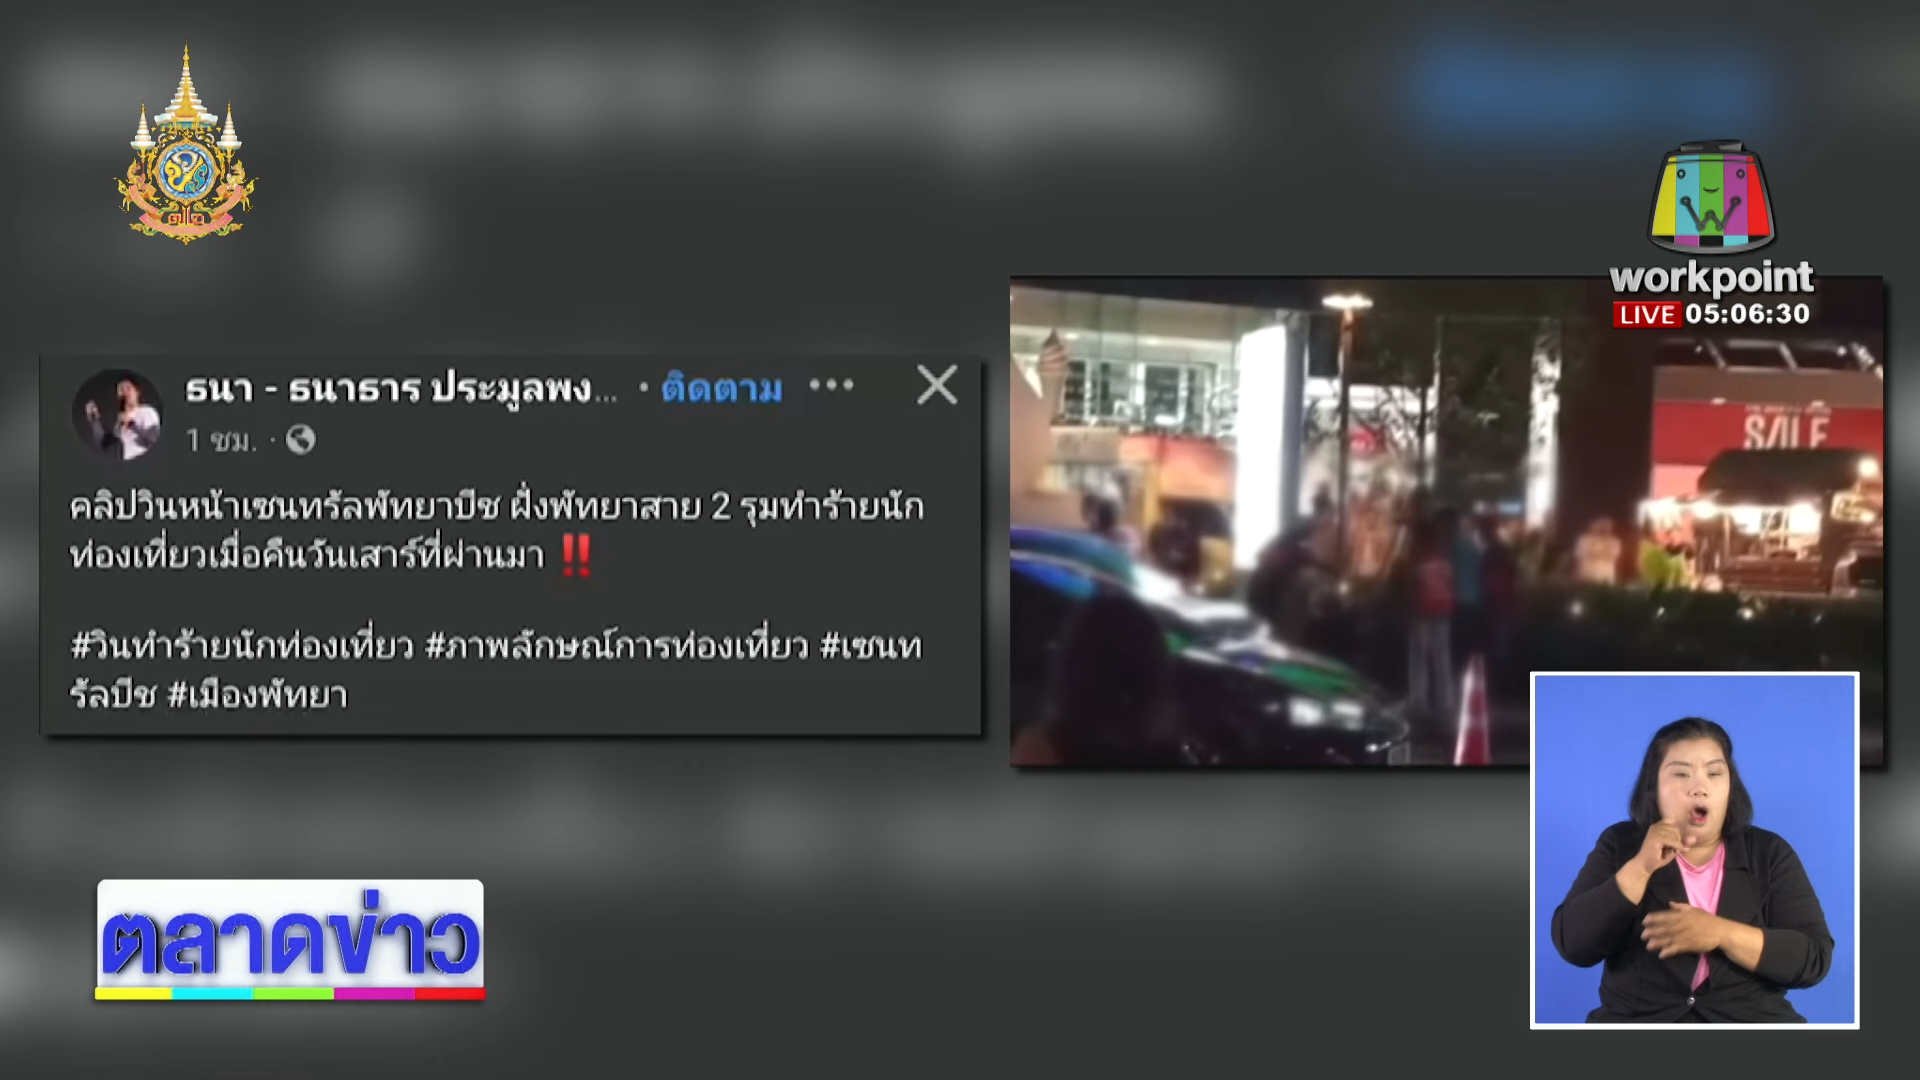 workpoint
LIVE 05:06:30
ธนา - ธนาธาร ประมูลพง... · ติดตาม ...
1 ชม. ·
คลิปวินหน้าเซนทรัลพัทยาบีช ฝั่งพัทยาสาย 2 รุมทำร้ายนัก
ท่องเที่ยวเมื่อคืนวันเสาร์ที่ผ่านมา ‼️
#วินทำร้ายนักท่องเที่ยว #ภาพลักษณ์การท่องเที่ยว #เซนท
รัลบีช #เมืองพัทยา
SALE
ตลาดข่าว